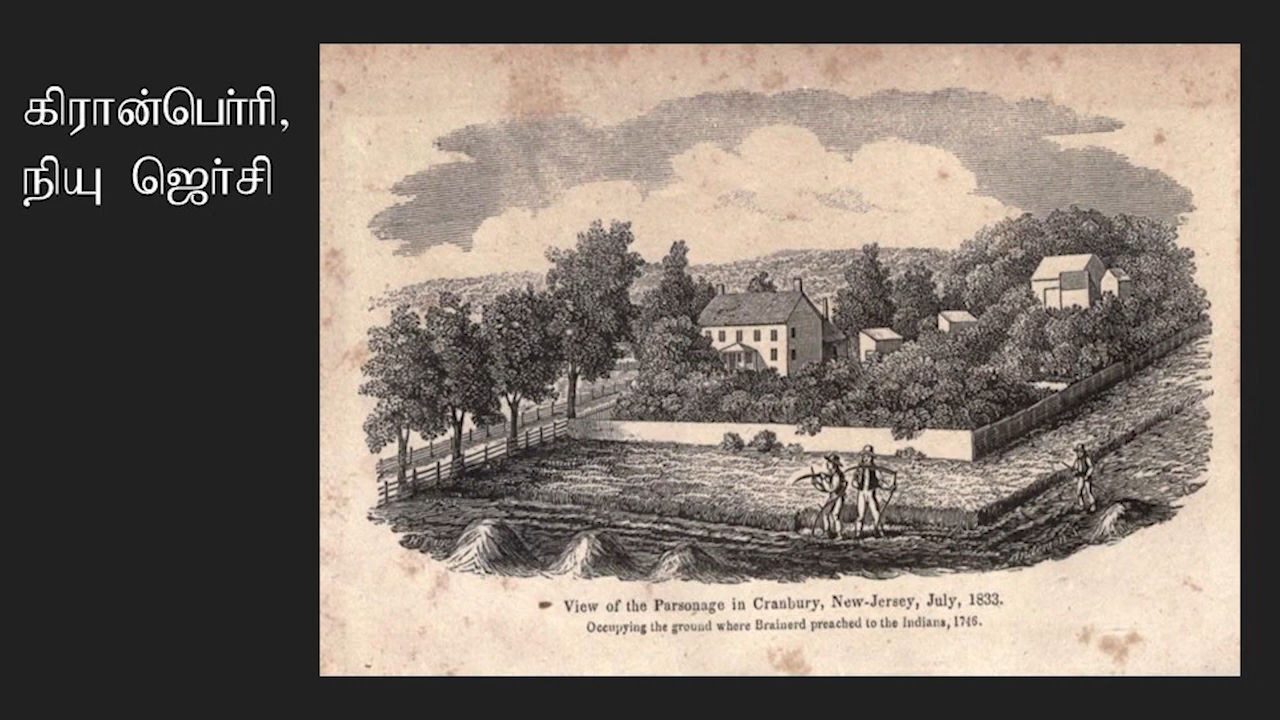 கிரான்பெர்ரி,
நியு ஜெர்சி
View of the Parsonage in Cranbury, New-Jersey, July, 1833.
Occupying the ground where Brainerd preached to the Indians, 1746.